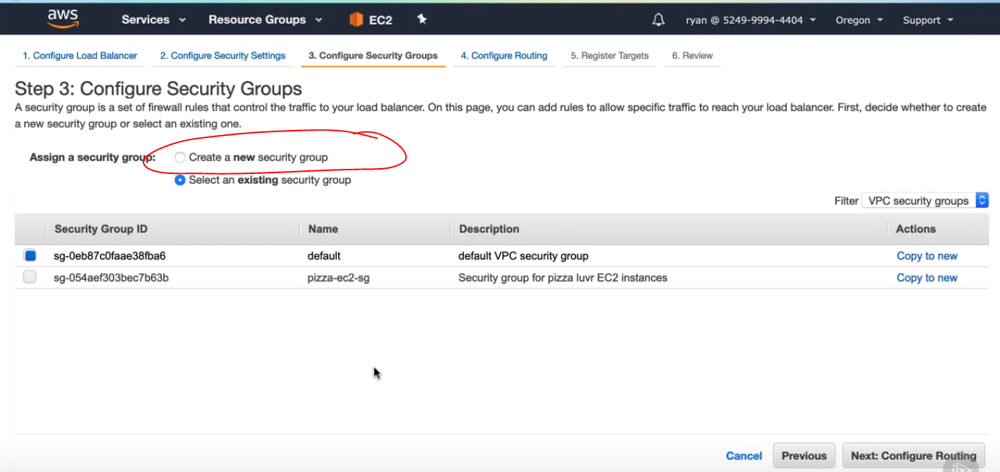 aws Services Resource Groups EC2 ryan @ 5249-9994-4404 Oregon Support
1. Configure Load Balancer 2. Configure Security Settings 3. Configure Security Groups 4. Configure Routing 5. Register Targets 6. Review
Step 3: Configure Security Groups
A security group is a set of firewall rules that control the traffic to your load balancer. On this page, you can add rules to allow specific traffic to reach your load balancer. First, decide whether to create
a new security group or select an existing one.
Assign a security group: Create a new security group
Select an existing security group
Filter VPC security groups
Security Group ID Name Description Actions
sg-0eb87c0faae38fba6 default default VPC security group Copy to new
sg-054aef303bec7b63b pizza-ec2-sg Security group for pizza luvr EC2 instances Copy to new
Cancel Previous Next: Configure Routing